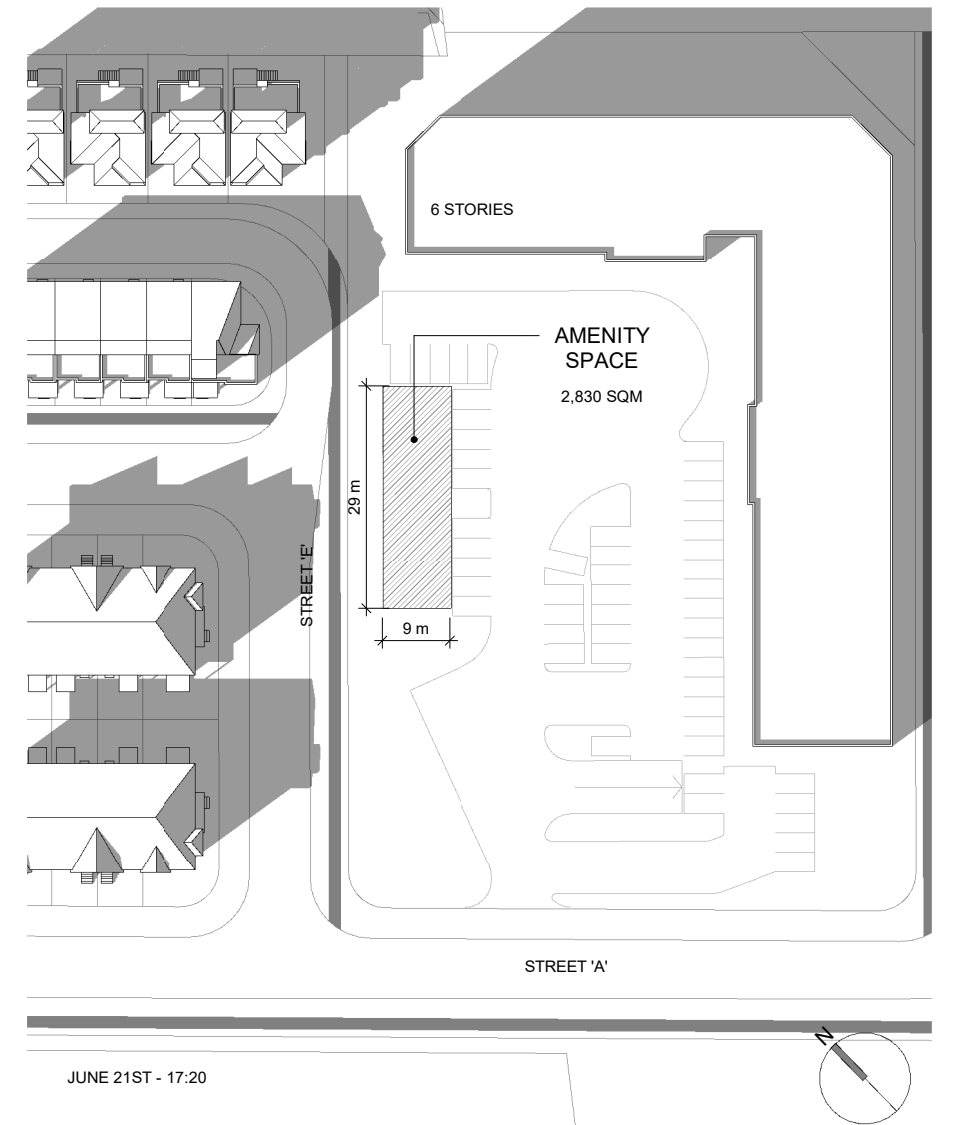 6 STORIES
AMENITY
SPACE
2,830 SQM
29 m
STREET 'E'
9 m
STREET 'A'
N
JUNE 21ST - 17:20